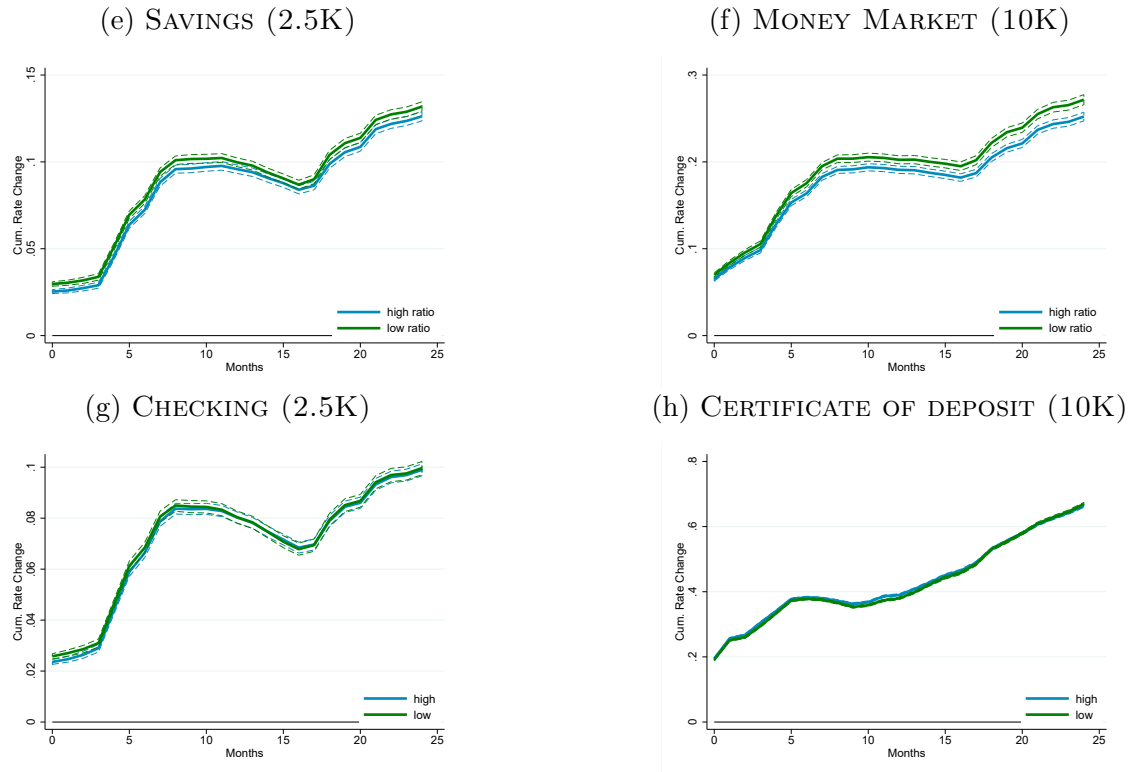 (e) SAVINGS (2.5K)
Cum. Rate Change
.15
.1
.05
0
high ratio
low ratio
0 5 10 15 20 25
Months
(f) MONEY MARKET (10K)
Cum. Rate Change
.3
.2
.1
0
high ratio
low ratio
0 5 10 15 20 25
Months
(g) CHECKING (2.5K)
Cum. Rate Change
.1
.08
.06
.04
.02
0
high
low
0 5 10 15 20 25
Months
(h) CERTIFICATE OF DEPOSIT (10K)
Cum. Rate Change
.8
.6
.4
.2
0
high
low
0 5 10 15 20 25
Months